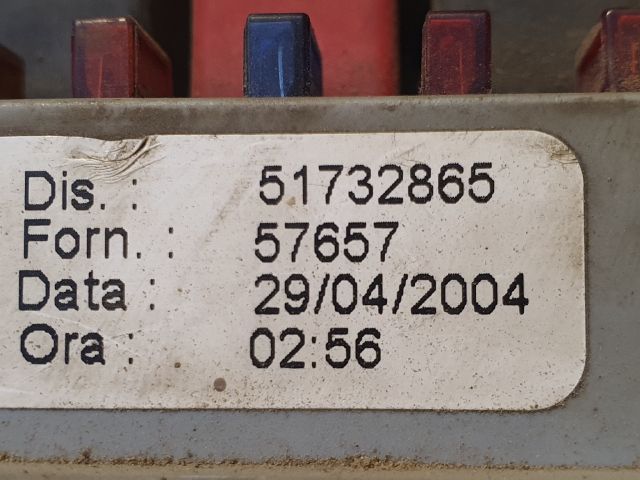 Dis. : 51732865
Forn. : 57657
Data : 29/04/2004
Ora : 02:56